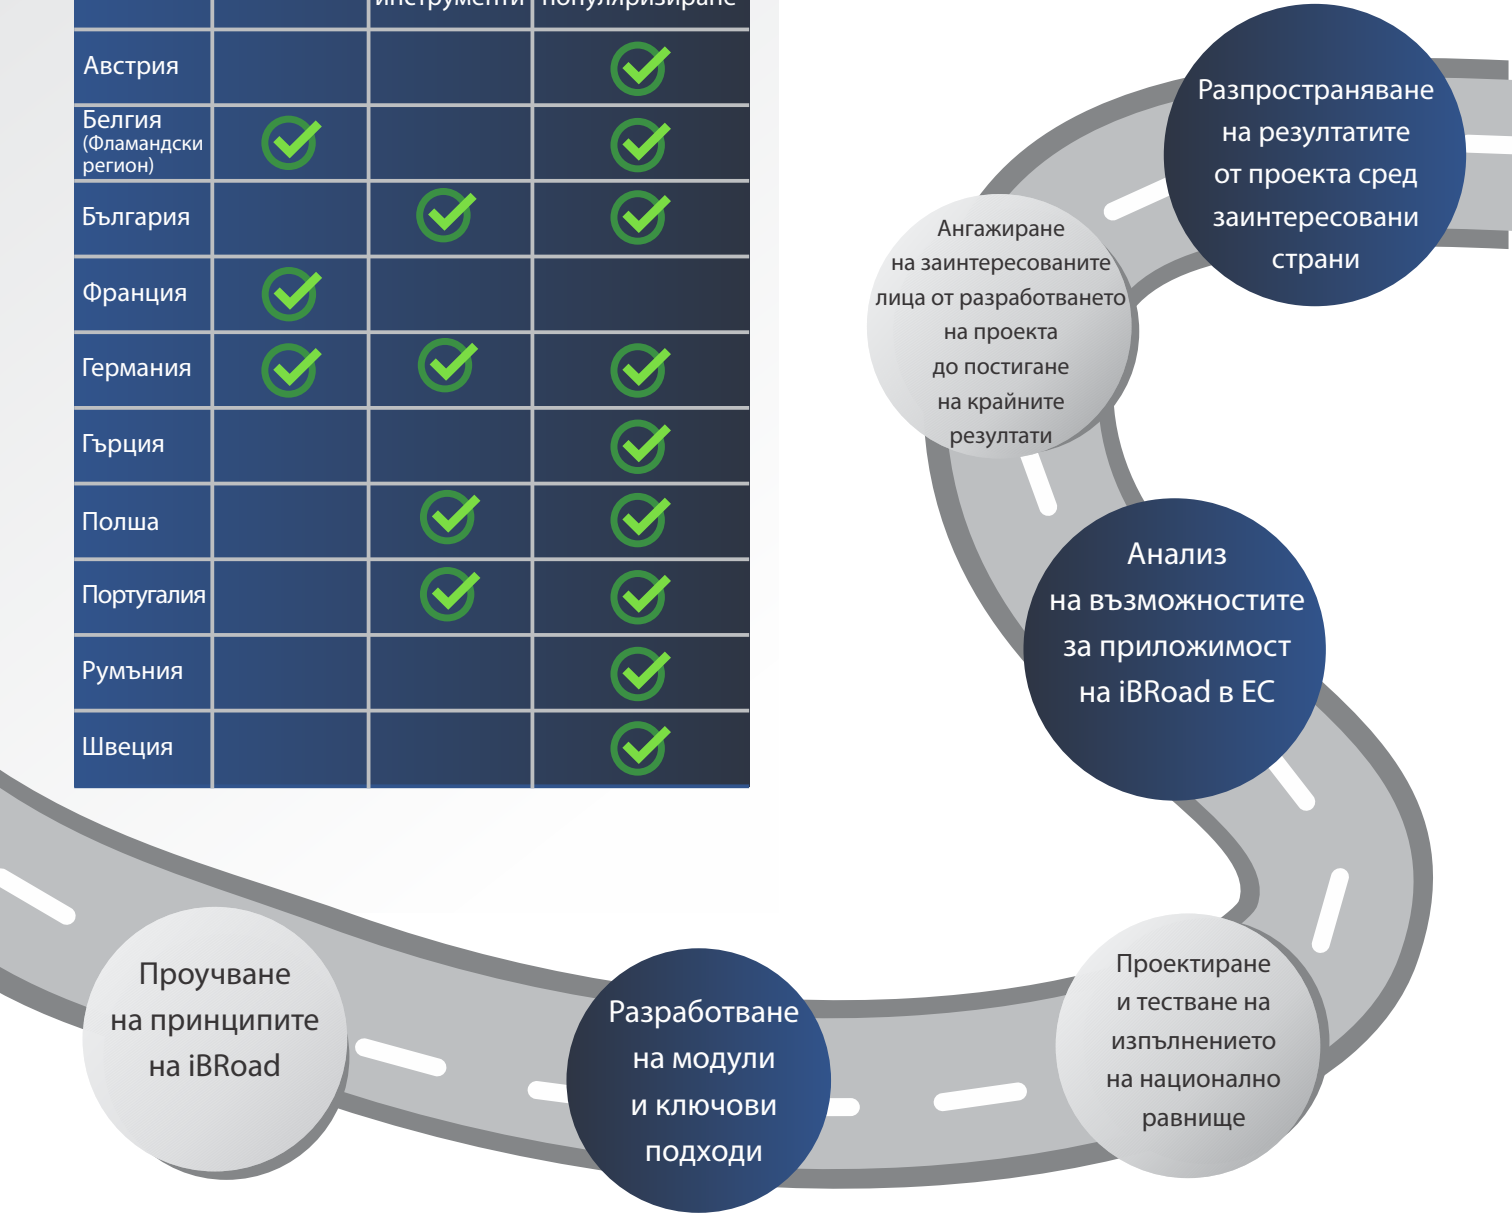 инструменти популяризиране
Австрия
Белгия
(Фламандски
регион)
България
Франция
Германия
Гърция
Полша
Португалия
Румъния
Швеция
Проучване
на принципите
на iBRoad
Разработване
на модули
и ключови
подходи
Проектиране
и тестване на
изпълнението
на национално
равнище
Анализ
на възможностите
за приложимост
на iBRoad в ЕС
Ангажиране
на заинтересованите
лица от разработването
на проекта
до постигане
на крайните
резултати
Разпространяване
на резултатите
от проекта сред
заинтересовани
страни